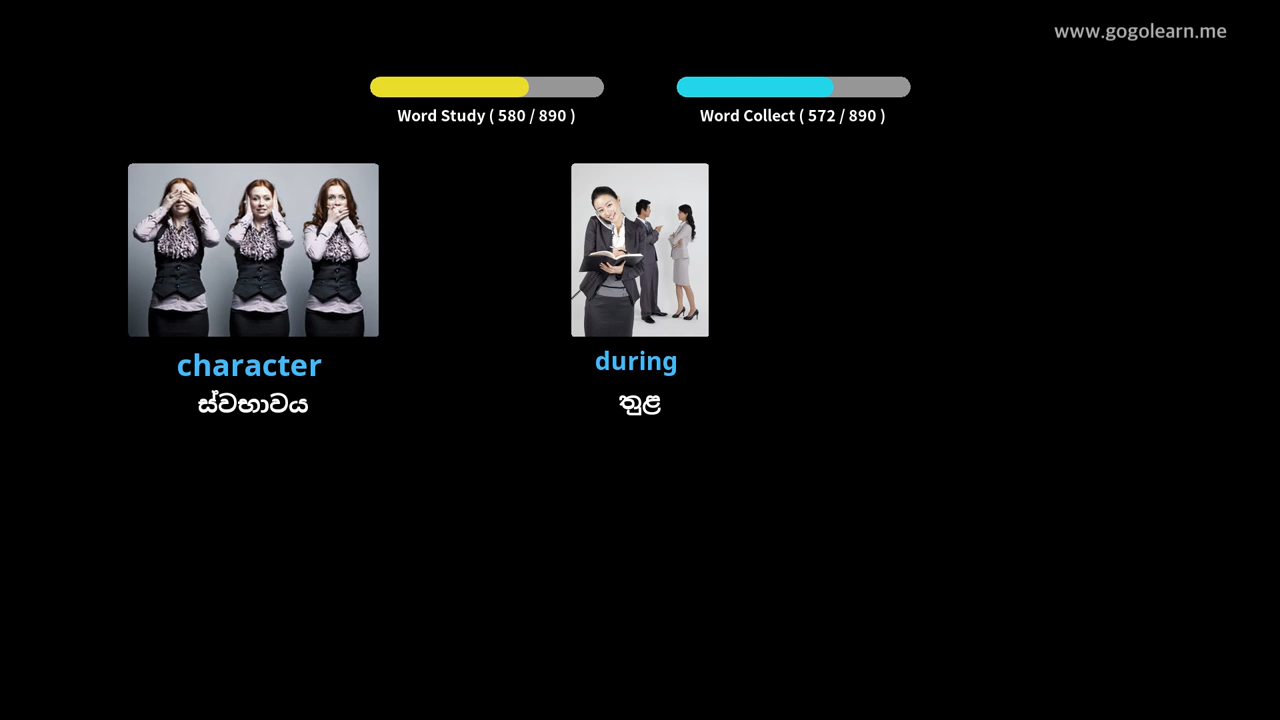 www.gogolearn.me
Word Study ( 580 / 890 )
Word Collect ( 572 / 890 )
character
ස්වභාවය
during
තුළ